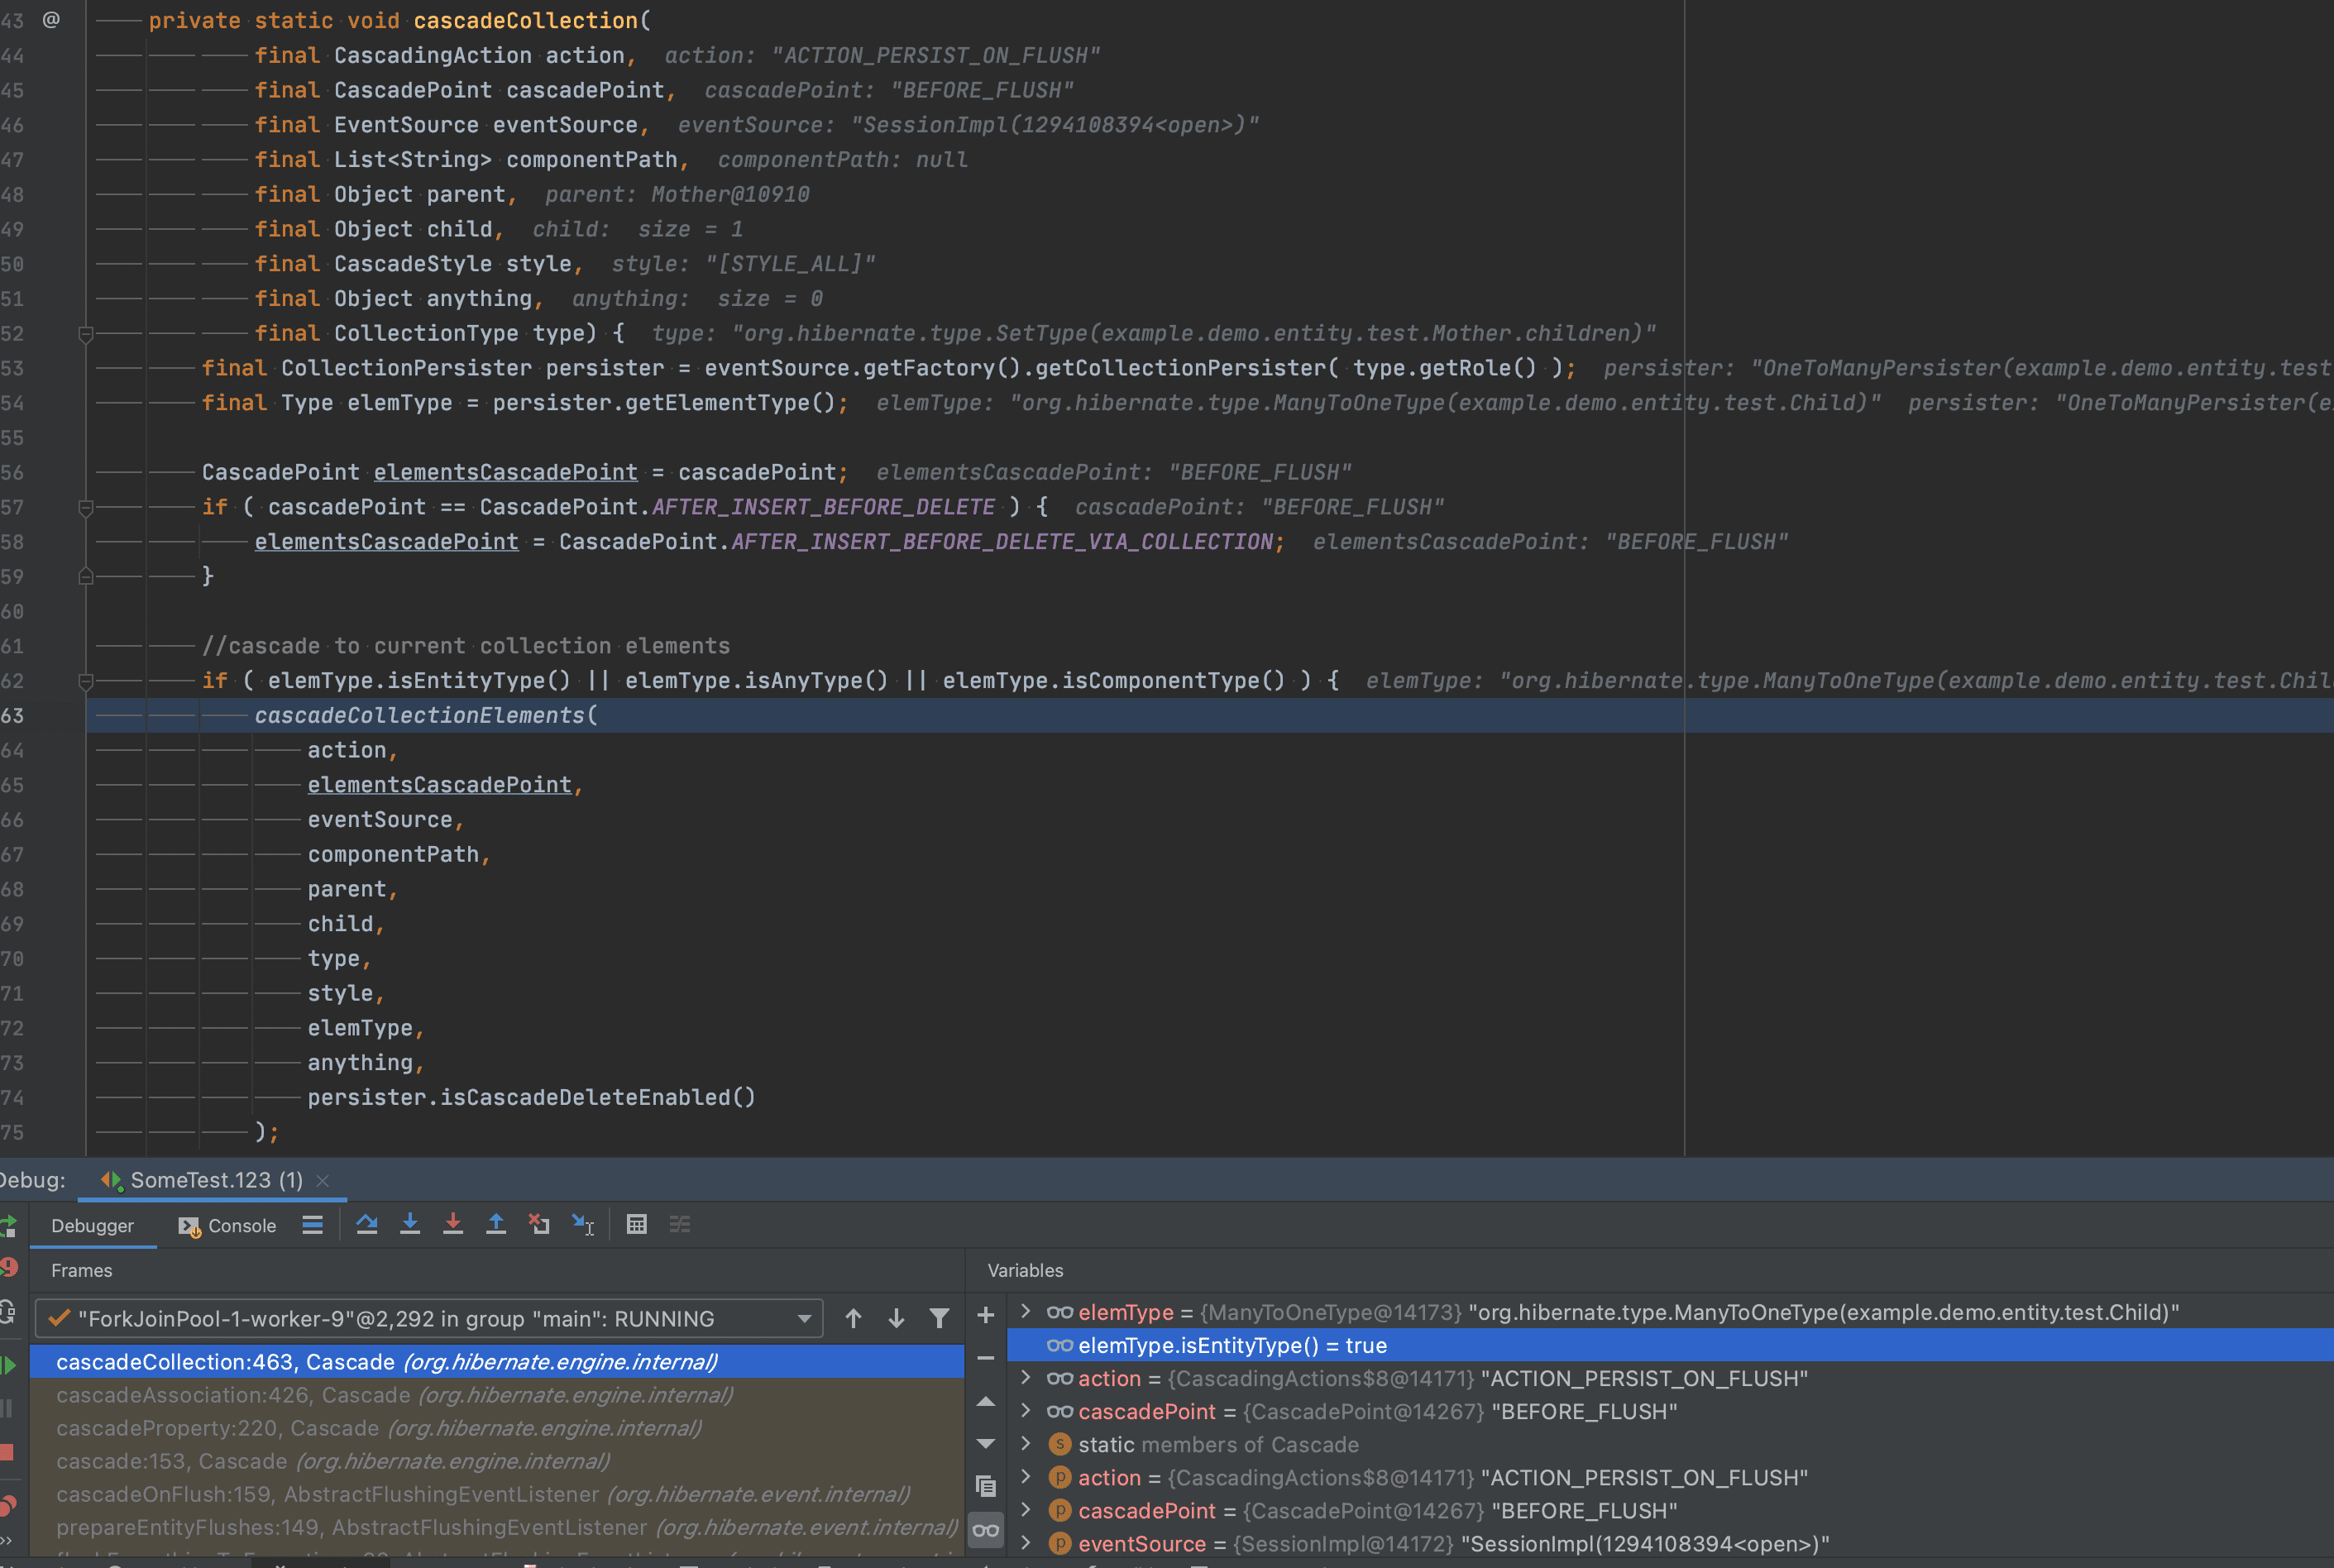 43 @ private static void cascadeCollection(
44 final CascadingAction action, action: "ACTION_PERSIST_ON_FLUSH"
45 final CascadePoint cascadePoint, cascadePoint: "BEFORE_FLUSH"
46 final EventSource eventSource, eventSource: "SessionImpl(1294108394<open>)"
47 final List<String> componentPath, componentPath: null
48 final Object parent, parent: Mother@10910
49 final Object child, child: size = 1
50 final CascadeStyle style, style: "[STYLE_ALL]"
51 final Object anything, anything: size = 0
52 final CollectionType type) { type: "org.hibernate.type.SetType(example.demo.entity.test.Mother.children)"
53 final CollectionPersister persister = eventSource.getFactory().getCollectionPersister( type.getRole() ); persister: "OneToManyPersister(example.demo.entity.test
54 final Type elemType = persister.getElementType(); elemType: "org.hibernate.type.ManyToOneType(example.demo.entity.test.Child)" persister: "OneToManyPersister(e
55
56 CascadePoint elementsCascadePoint = cascadePoint; elementsCascadePoint: "BEFORE_FLUSH"
57 if ( cascadePoint == CascadePoint.AFTER_INSERT_BEFORE_DELETE ) { cascadePoint: "BEFORE_FLUSH"
58 elementsCascadePoint = CascadePoint.AFTER_INSERT_BEFORE_DELETE_VIA_COLLECTION; elementsCascadePoint: "BEFORE_FLUSH"
59 }
60
61 //cascade to current collection elements
62 if ( elemType.isEntityType() || elemType.isAnyType() || elemType.isComponentType() ) { elemType: "org.hibernate.type.ManyToOneType(example.demo.entity.test.Chil
63 cascadeCollectionElements(
64 action,
65 elementsCascadePoint,
66 eventSource,
67 componentPath,
68 parent,
69 child,
70 type,
71 style,
72 elemType,
73 anything,
74 persister.isCascadeDeleteEnabled()
75 );
Debug: SomeTest.123 (1)
Debugger Console
Frames
"ForkJoinPool-1-worker-9"@2,292 in group "main": RUNNING
cascadeCollection:463, Cascade (org.hibernate.engine.internal)
cascadeAssociation:426, Cascade (org.hibernate.engine.internal)
cascadeProperty:220, Cascade (org.hibernate.engine.internal)
cascade:153, Cascade (org.hibernate.engine.internal)
cascadeOnFlush:159, AbstractFlushingEventListener (org.hibernate.event.internal)
prepareEntityFlushes:149, AbstractFlushingEventListener (org.hibernate.event.internal)
Variables
elemType = {ManyToOneType@14173} "org.hibernate.type.ManyToOneType(example.demo.entity.test.Child)"
elemType.isEntityType() = true
action = {CascadingActions$8@14171} "ACTION_PERSIST_ON_FLUSH"
cascadePoint = {CascadePoint@14267} "BEFORE_FLUSH"
s static members of Cascade
p action = {CascadingActions$8@14171} "ACTION_PERSIST_ON_FLUSH"
p cascadePoint = {CascadePoint@14267} "BEFORE_FLUSH"
p eventSource = {SessionImpl@14172} "SessionImpl(1294108394<open>)"